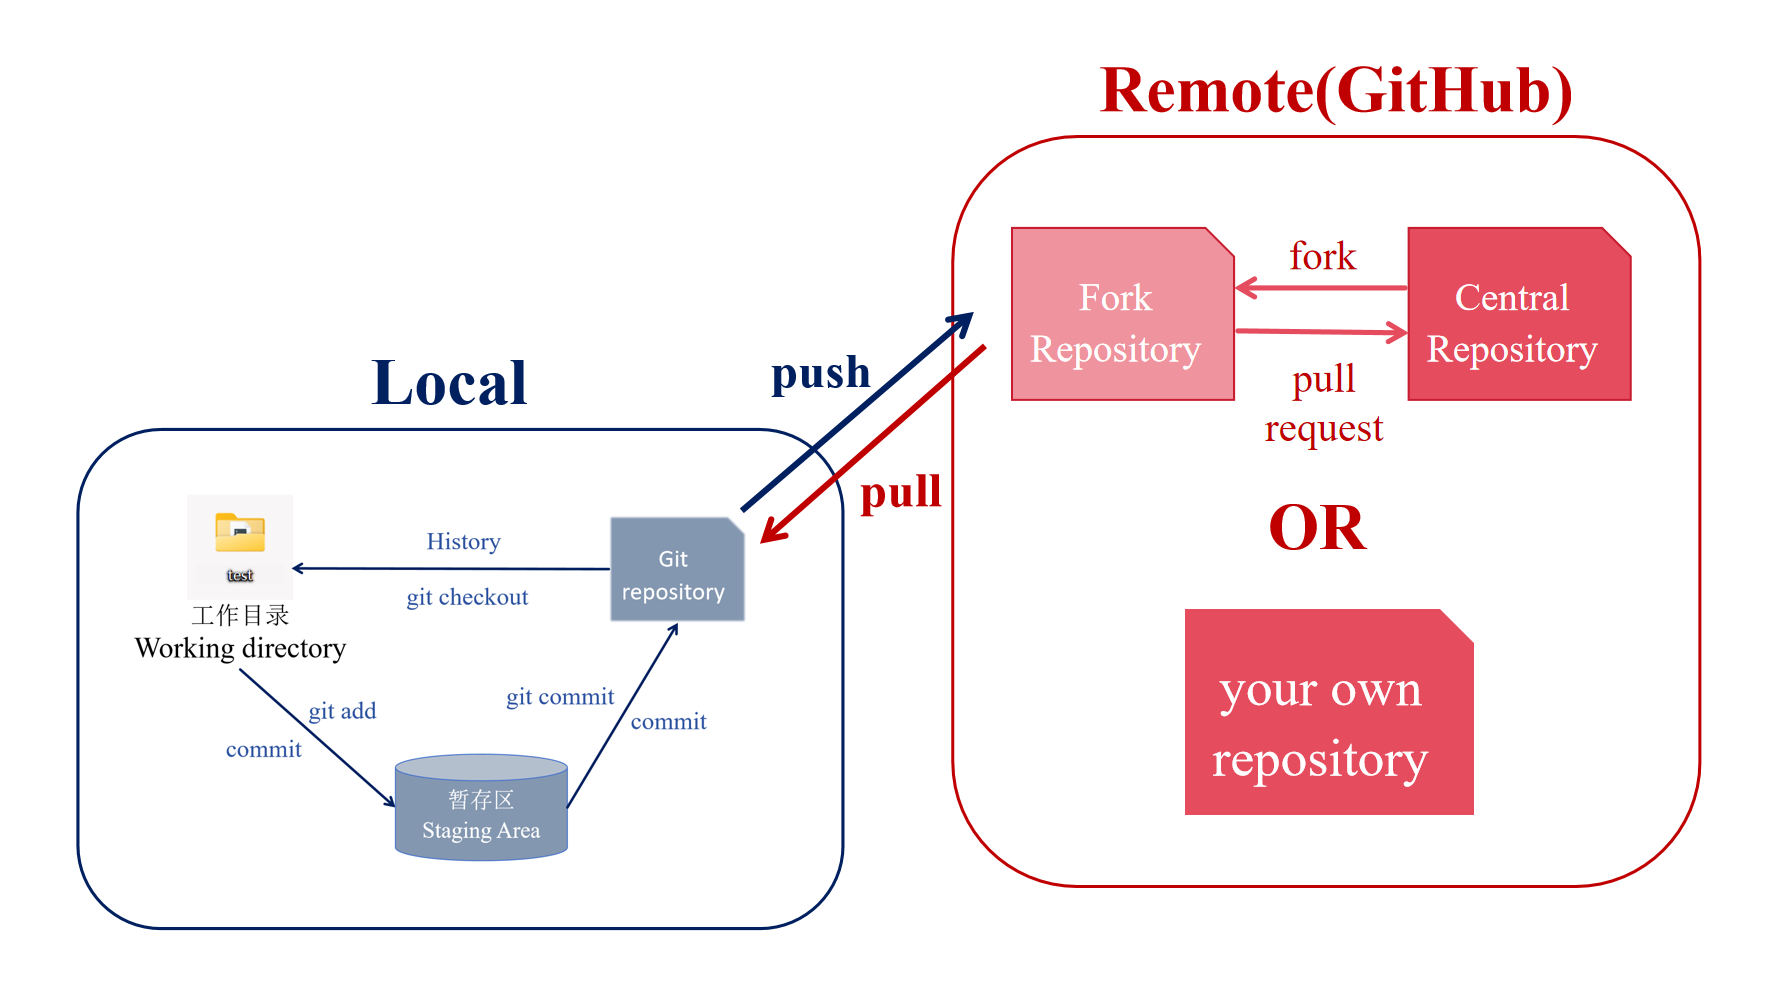 Remote(GitHub)
fork
Fork
Repository
Central
Repository
pull
request
push
pull
OR
your own
repository
Local
test
工作目录
Working directory
History
git checkout
Git
repository
git add
commit
git commit
commit
暂存区
Staging Area